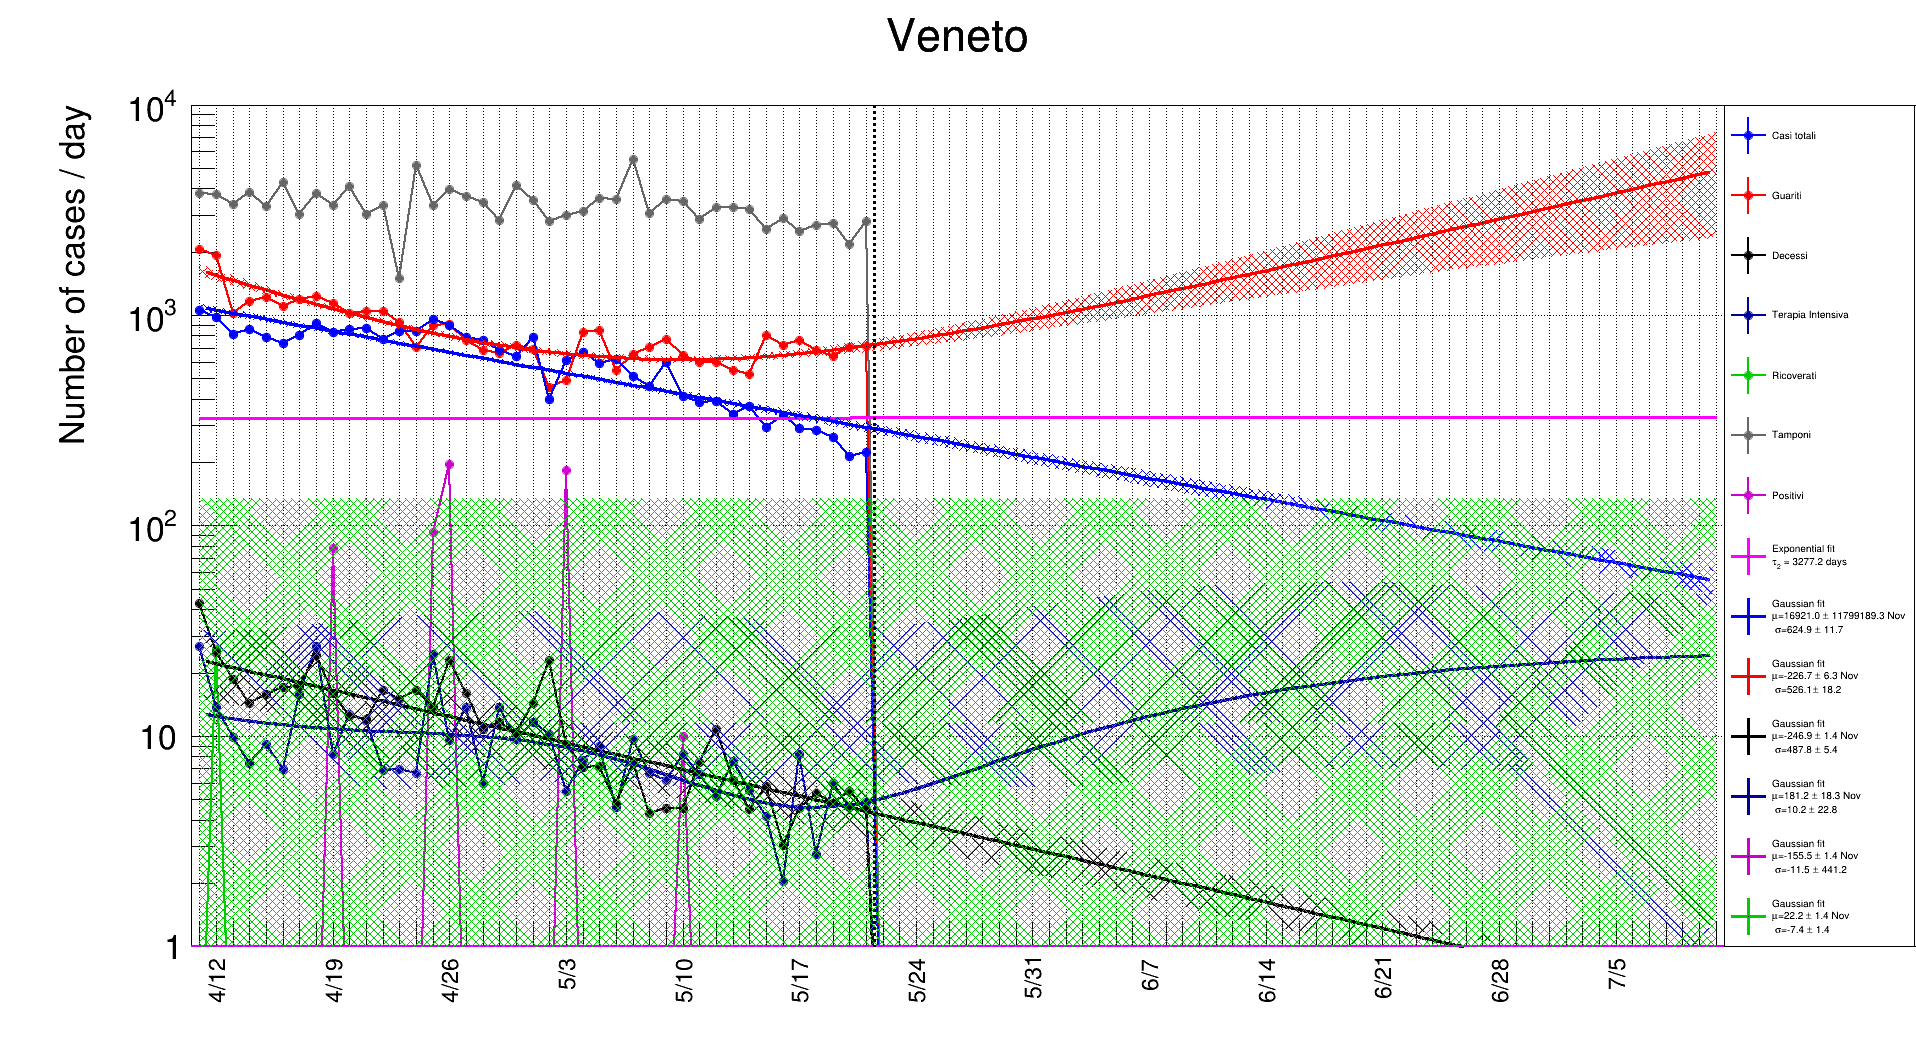 Veneto
Number of cases / day
10^4
10^3
10^2
10
1
4/12
4/19
4/26
5/3
5/10
5/17
5/24
5/31
6/7
6/14
6/21
6/28
7/5
Casi totali
Guariti
Decessi
Terapia Intensiva
Ricoverati
Tamponi
Positivi
Exponential fit
τ₂ = 3277.2 days
Gaussian fit
μ=16921.0 ± 11799189.3 Nov
σ=624.9 ± 11.7
Gaussian fit
μ=-226.7 ± 6.3 Nov
σ=526.1 ± 18.2
Gaussian fit
μ=-246.9 ± 1.4 Nov
σ=487.8 ± 5.4
Gaussian fit
μ=181.2 ± 18.3 Nov
σ=10.2 ± 22.8
Gaussian fit
μ=-155.5 ± 1.4 Nov
σ=-11.5 ± 441.2
Gaussian fit
μ=22.2 ± 1.4 Nov
σ=-7.4 ± 1.4